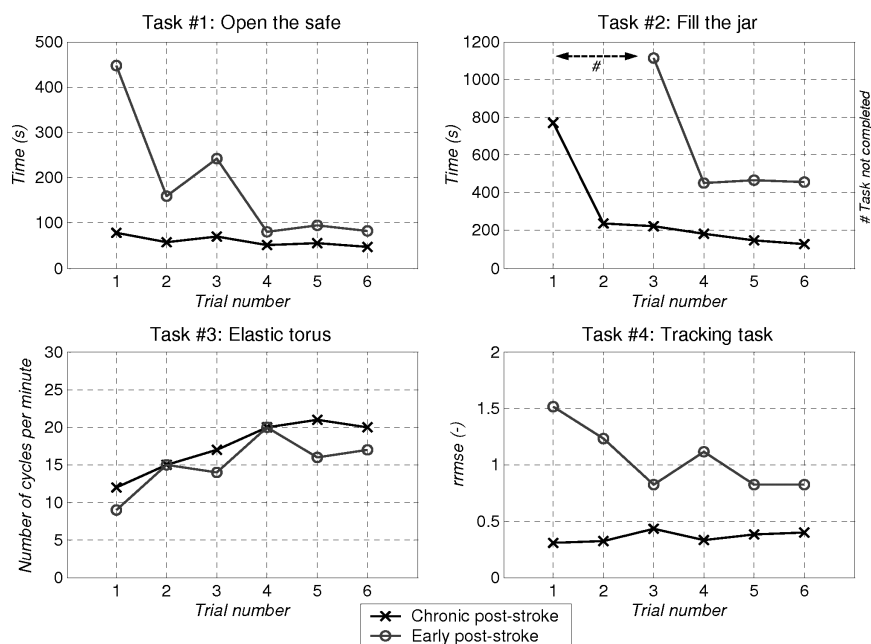 Task #1: Open the safe
500
400
300
200
100
0
Time (s)
1 2 3 4 5 6
Trial number
Task #2: Fill the jar
1200
1000
800
600
400
200
0
Time (s)
#
# Task not completed
1 2 3 4 5 6
Trial number
Task #3: Elastic torus
30
25
20
15
10
5
0
Number of cycles per minute
1 2 3 4 5 6
Trial number
Task #4: Tracking task
2
1.5
1
0.5
0
rrmse (-)
1 2 3 4 5 6
Trial number
Chronic post-stroke
Early post-stroke